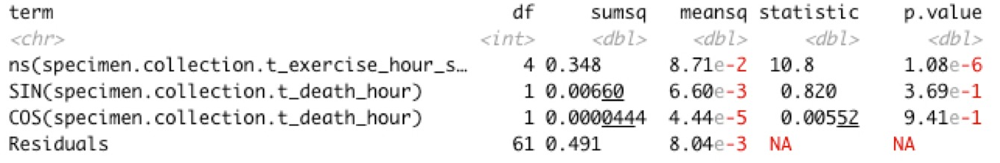 term df sumsq meansq statistic p.value
<chr> <int> <dbl> <dbl> <dbl> <dbl>
ns(specimen.collection.t_exercise_hour_s… 4 0.348 8.71e-2 10.8 1.08e-6
SIN(specimen.collection.t_death_hour) 1 0.00660 6.60e-3 0.820 3.69e-1
COS(specimen.collection.t_death_hour) 1 0.0000444 4.44e-5 0.00552 9.41e-1
Residuals 61 0.491 8.04e-3 NA NA